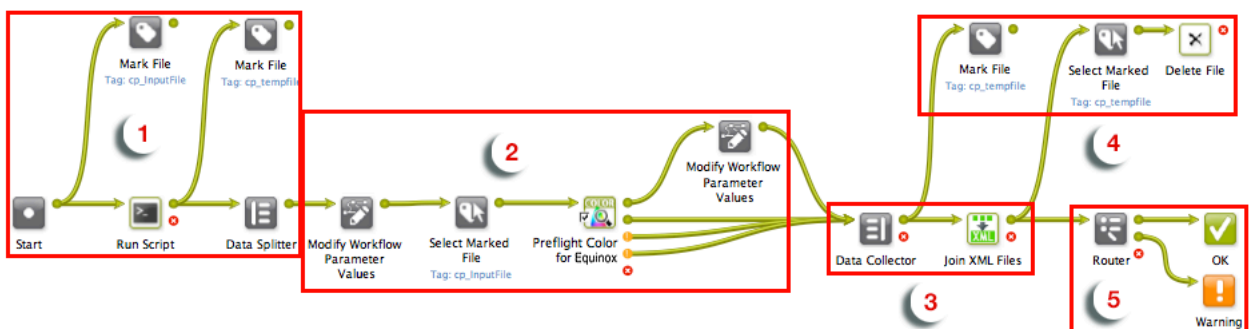 Mark File
Tag: cp_InputFile
Mark File
Tag: cp_tempfile
1
Start
Run Script
Data Splitter
2
Modify Workflow
Parameter
Values
Select Marked
File
Tag: cp_InputFile
COLOR
Preflight Color
for Equinox
Modify Workflow
Parameter
Values
Data Collector
XML
Join XML Files
3
Mark File
Tag: cp_tempfile
Select Marked
File
Tag: cp_tempfile
Delete File
4
Router
OK
Warning
5